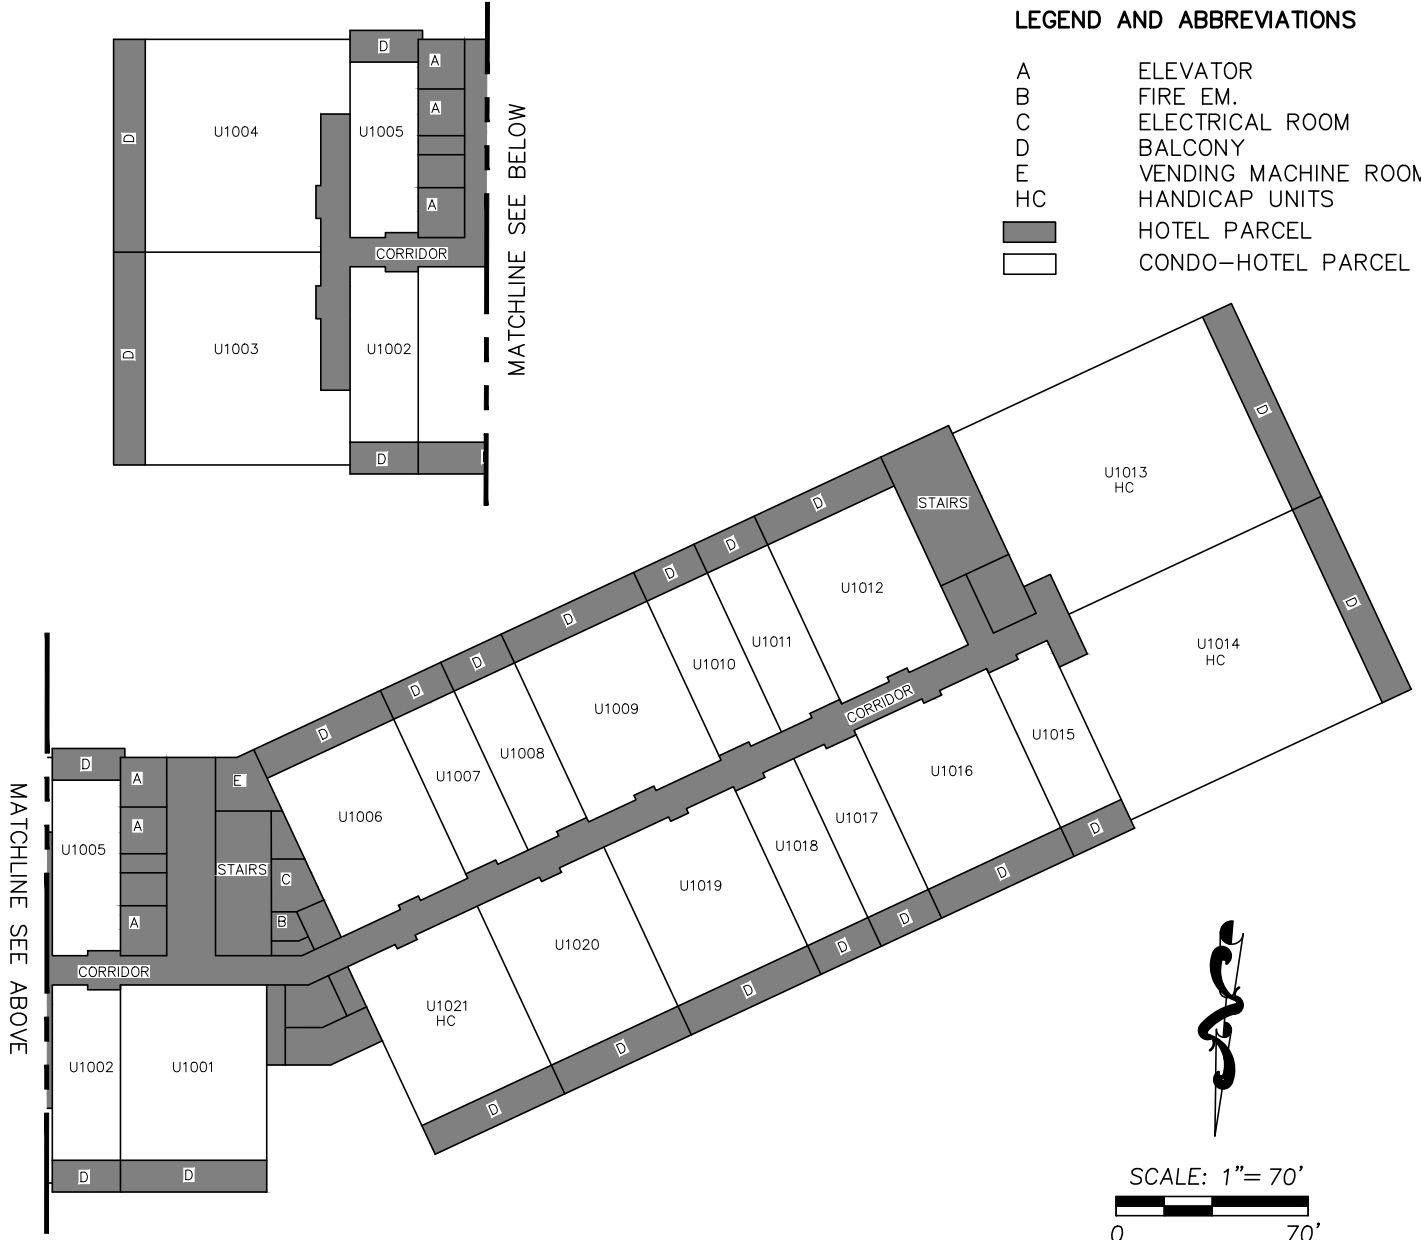 LEGEND AND ABBREVIATIONS
A ELEVATOR
B FIRE EM.
C ELECTRICAL ROOM
D BALCONY
E VENDING MACHINE ROOM
HC HANDICAP UNITS
HOTEL PARCEL
CONDO-HOTEL PARCEL
D
A
A
A
D
U1004
U1005
CORRIDOR
D
U1003
U1002
D
MATCHLINE SEE BELOW
D
U1013
HC
D
U1014
HC
STAIRS
D
D
D
D
D
D
D
U1012
U1011
U1010
U1009
U1008
U1007
U1006
CORRIDOR
U1015
U1016
U1017
U1018
U1019
U1020
U1021
HC
D
D
D
D
D
D
D
MATCHLINE SEE ABOVE
D
A
A
A
E
STAIRS
C
B
U1005
CORRIDOR
U1002
U1001
D
D
SCALE: 1"= 70'
0 70'